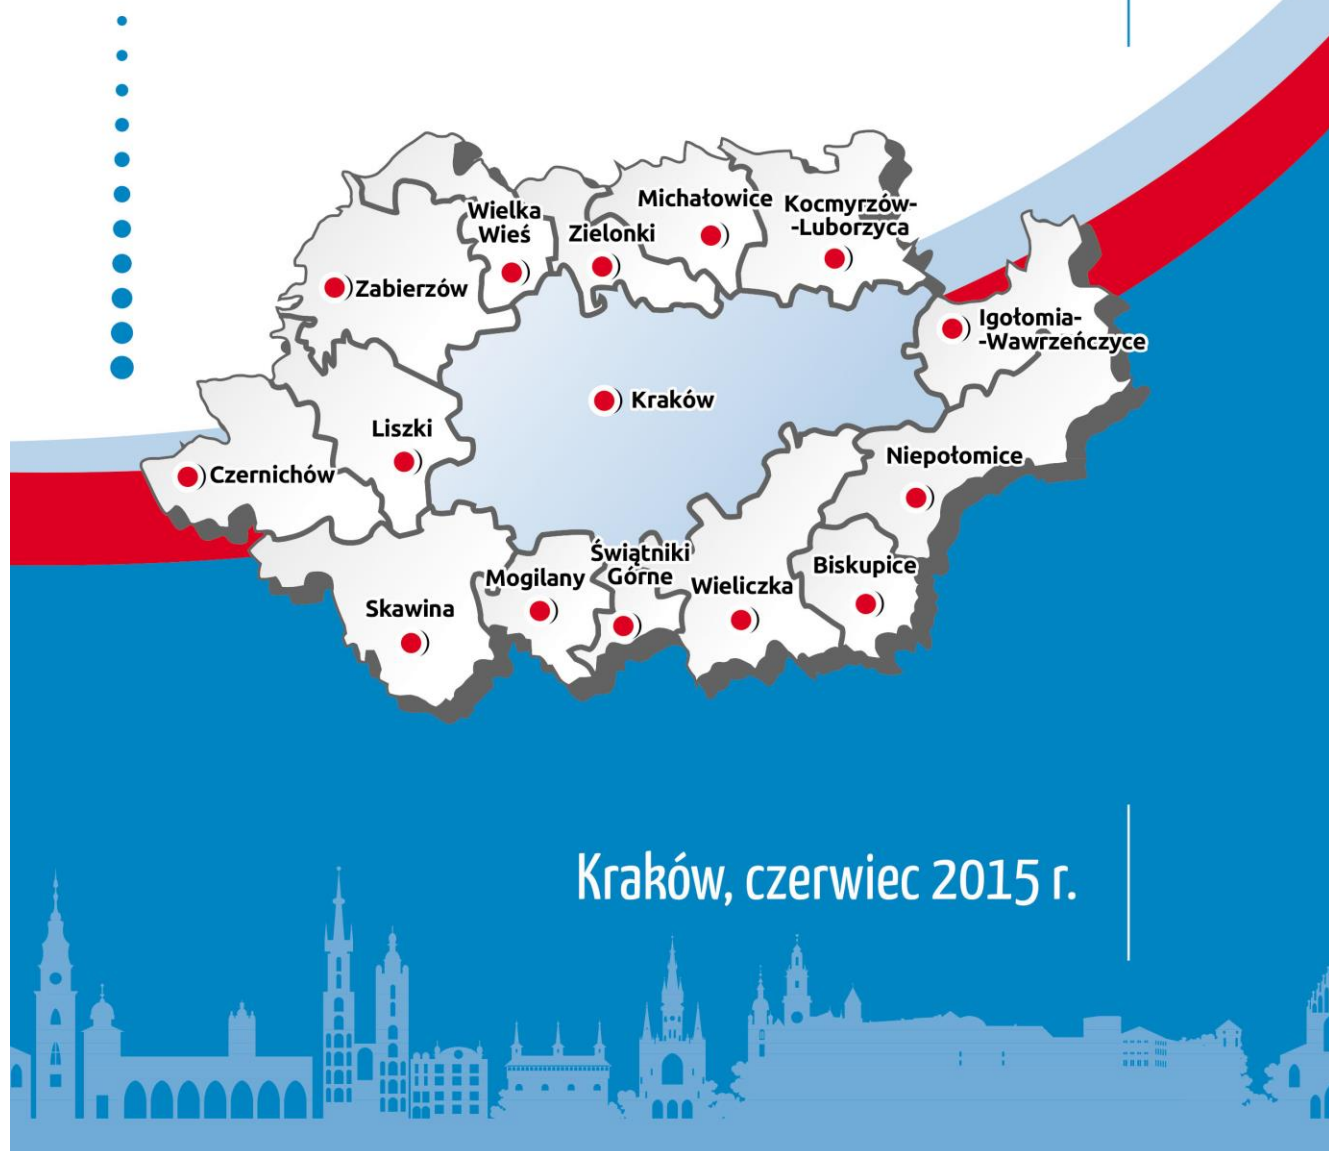 Michałowice
Kocmyrzów-
-Luborzyca
Wielka
Wieś
Zielonki
Zabierzów
Igołomia-
-Wawrzeńczyce
Kraków
Liszki
Niepołomice
Czernichów
Świątniki
Górne
Mogilany
Wieliczka
Biskupice
Skawina
Kraków, czerwiec 2015 r.